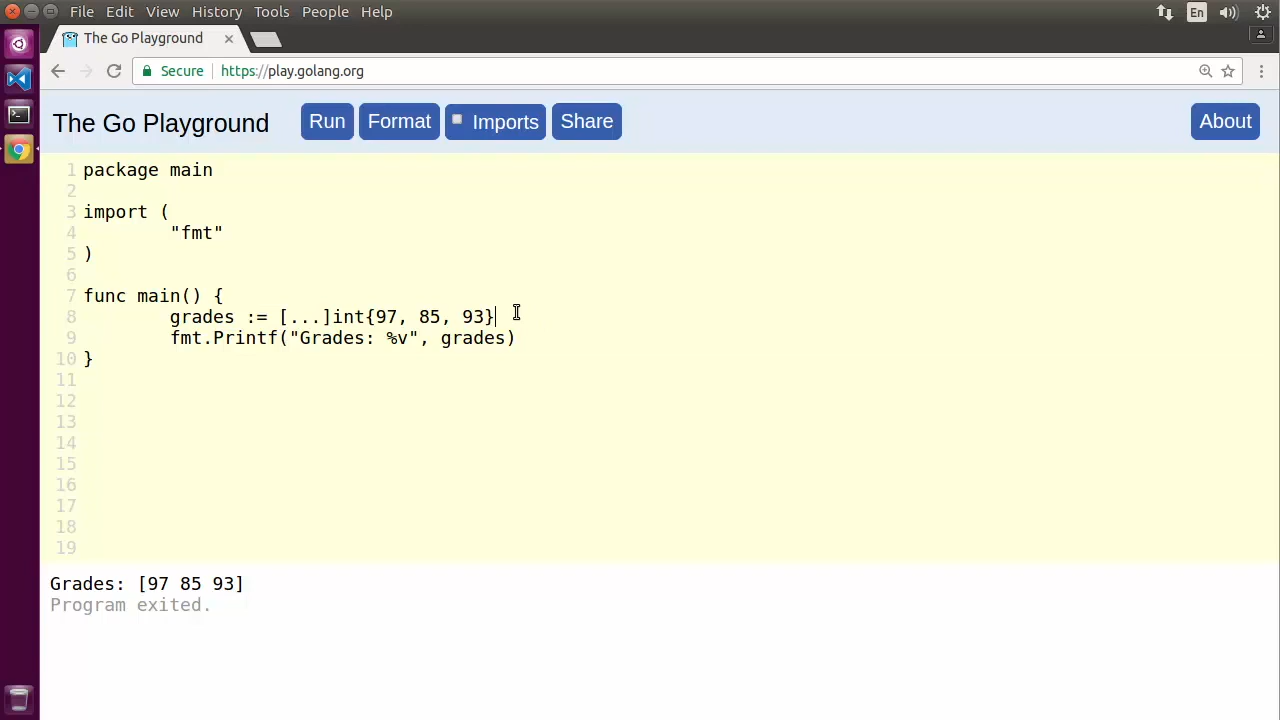 File Edit View History Tools People Help
En
The Go Playground
Secure https://play.golang.org
The Go Playground Run Format Imports Share About
1 package main
2
3 import (
4 "fmt"
5 )
6
7 func main() {
8 grades := [...]int{97, 85, 93}
9 fmt.Printf("Grades: %v", grades)
10 }
11
12
13
14
15
16
17
18
19
Grades: [97 85 93]
Program exited.